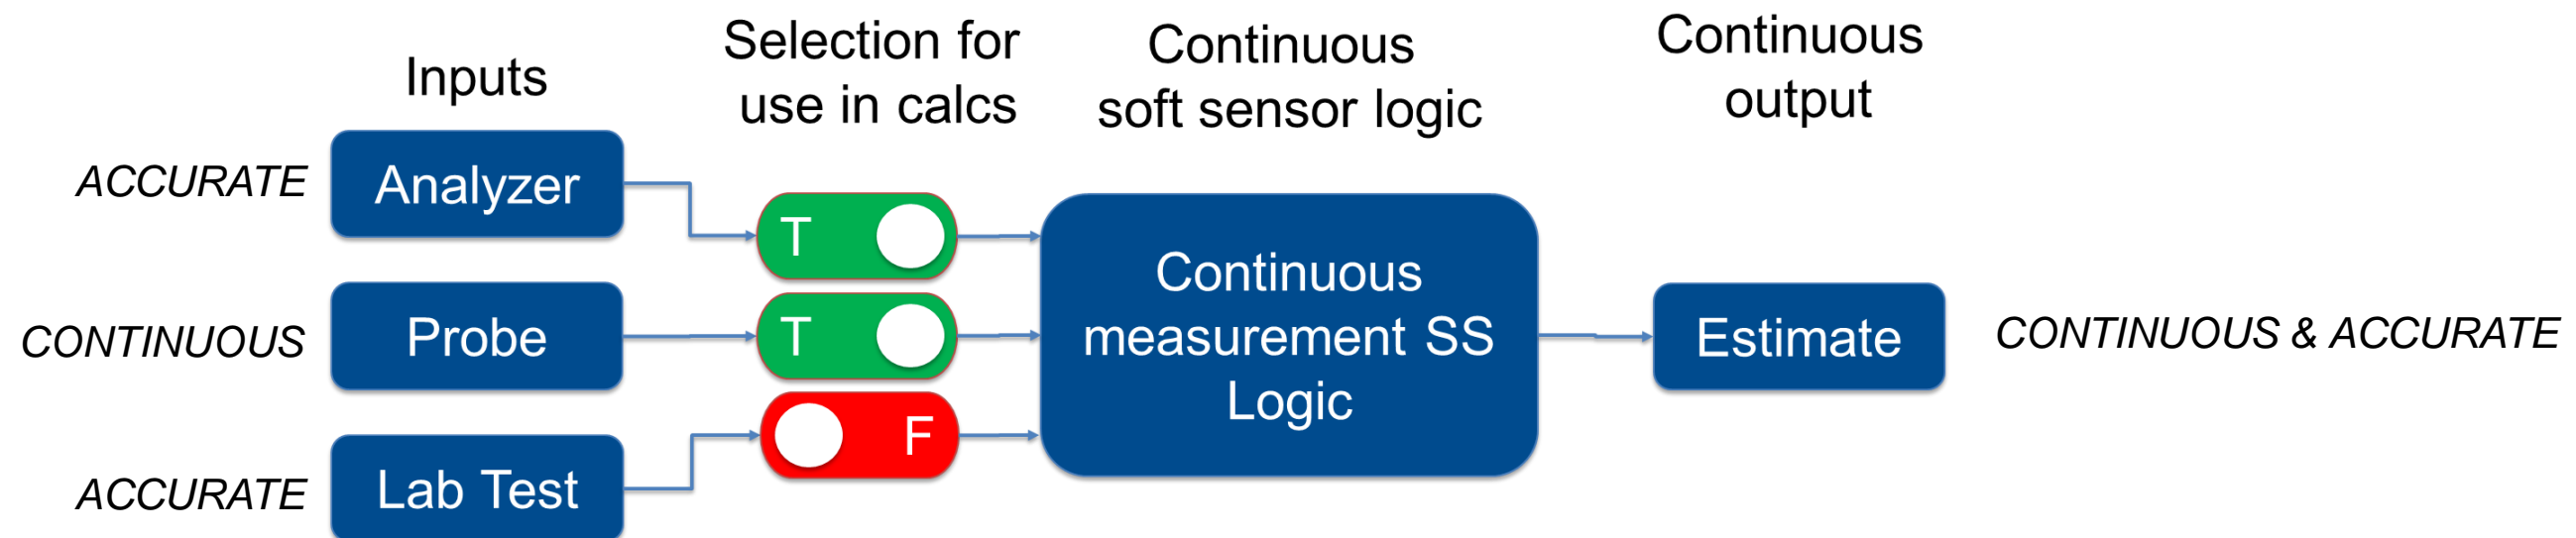 Inputs
Selection for
use in calcs
Continuous
soft sensor logic
Continuous
output
ACCURATE
Analyzer
T
CONTINUOUS
Probe
T
ACCURATE
Lab Test
F
Continuous
measurement SS
Logic
Estimate
CONTINUOUS & ACCURATE